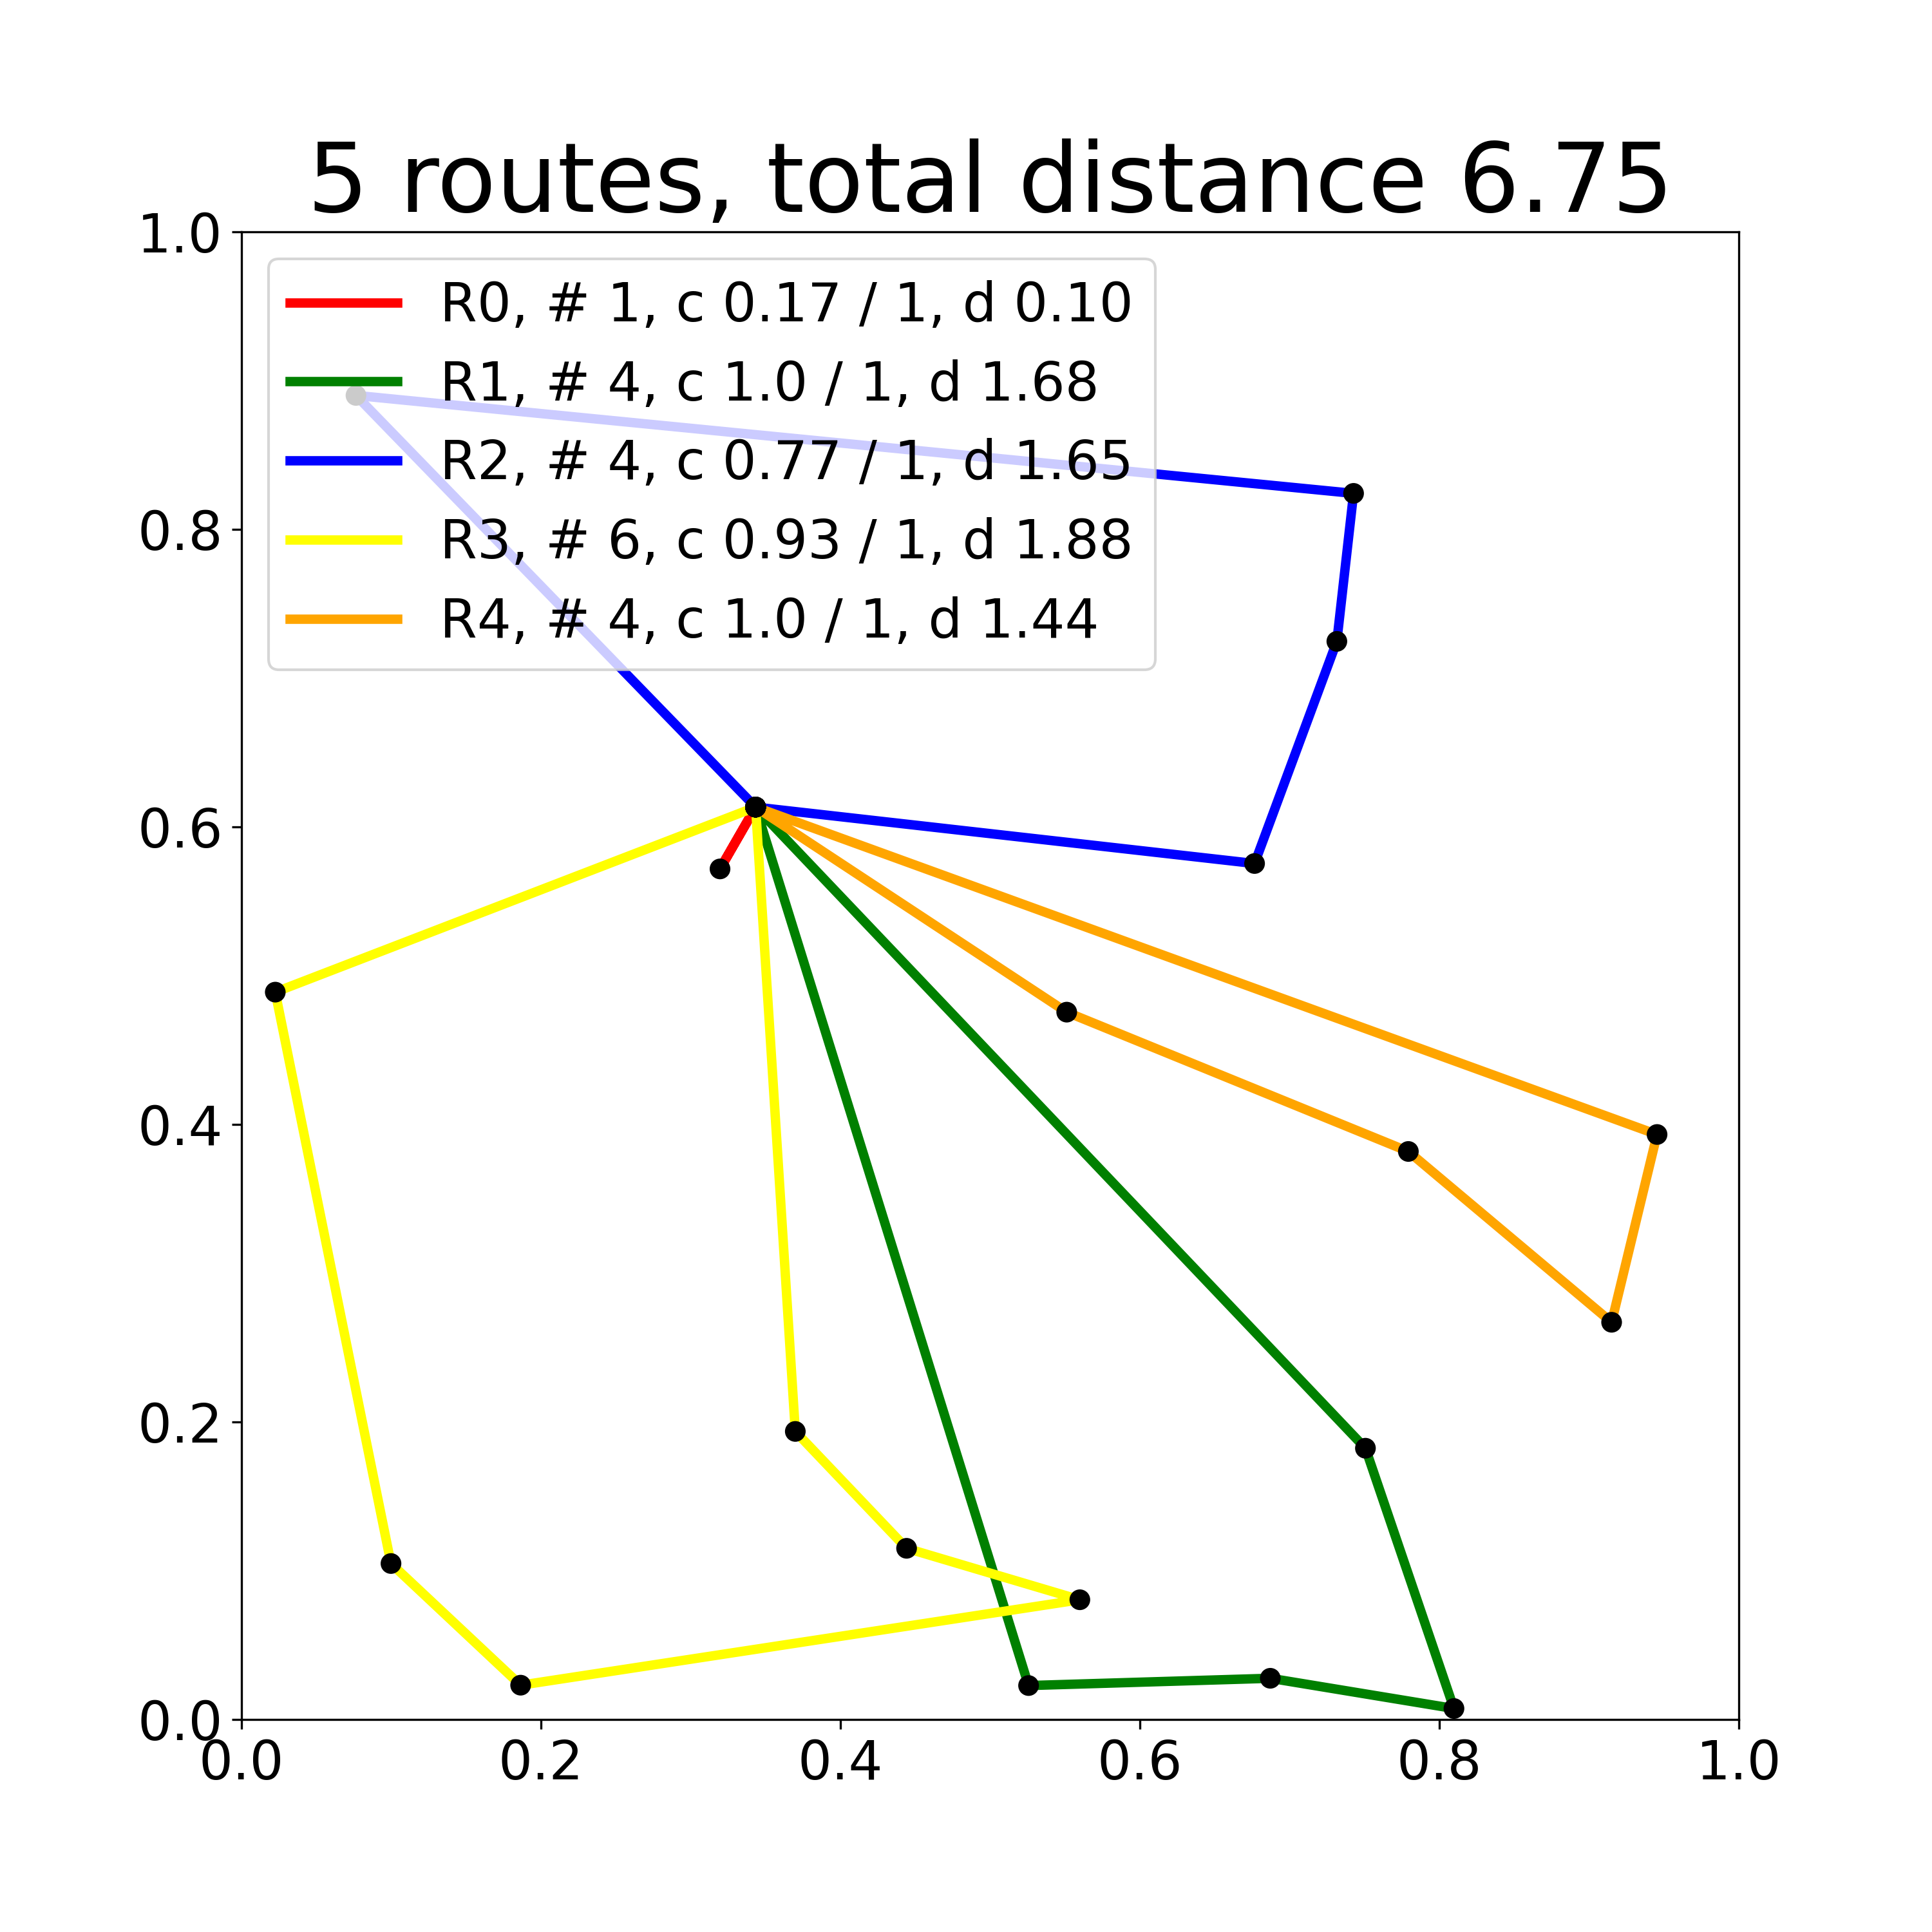 5 routes, total distance 6.75
1.0
R0, # 1, c 0.17 / 1, d 0.10
R1, # 4, c 1.0 / 1, d 1.68
R2, # 4, c 0.77 / 1, d 1.65
0.8
R3, # 6, c 0.93 / 1, d 1.88
R4, # 4, c 1.0 / 1, d 1.44
0.6
0.4
0.2
0.0
0.0 0.2 0.4 0.6 0.8 1.0